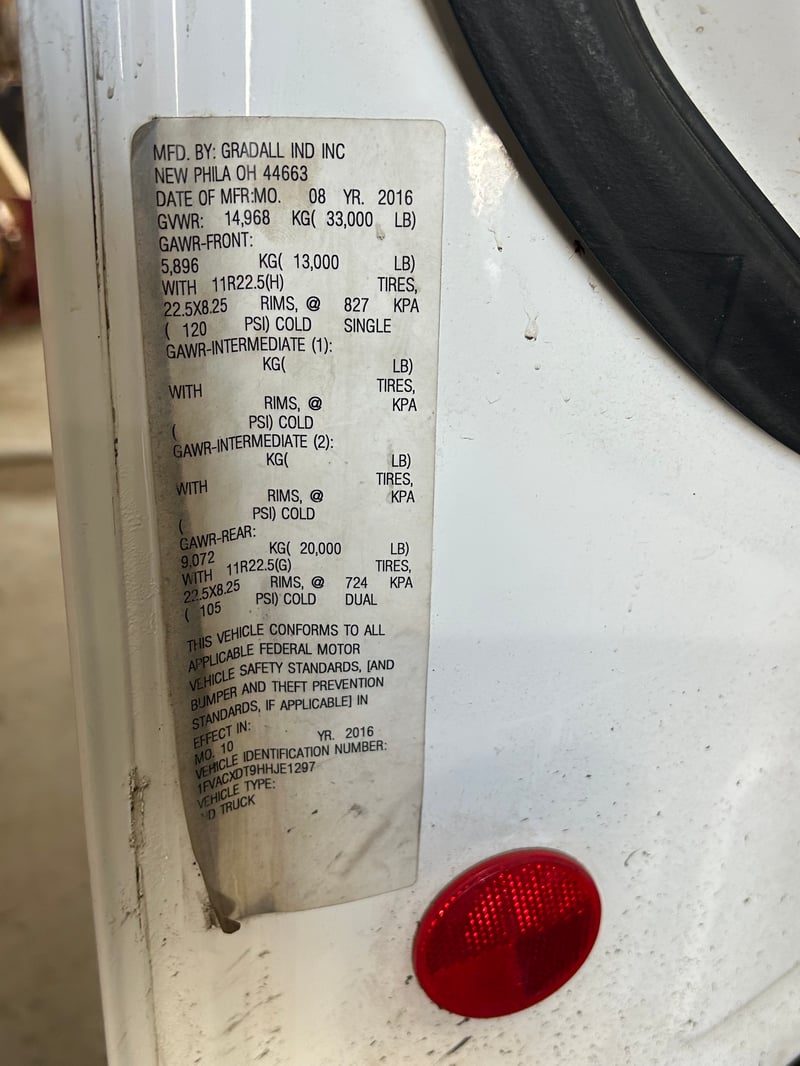 MFD. BY: GRADALL IND INC
NEW PHILA OH 44663
DATE OF MFR:MO. 08 YR. 2016
GVWR: 14,968 KG( 33,000 LB)
GAWR-FRONT:
5,896 KG( 13,000 LB)
WITH 11R22.5(H) TIRES,
22.5X8.25 RIMS, @ 827 KPA
( 120 PSI) COLD SINGLE
GAWR-INTERMEDIATE (1):
KG( LB)
WITH TIRES,
RIMS, @ KPA
( PSI) COLD
GAWR-INTERMEDIATE (2):
KG( LB)
WITH TIRES,
RIMS, @ KPA
( PSI) COLD
GAWR-REAR:
9,072 KG( 20,000 LB)
WITH 11R22.5(G) TIRES,
22.5X8.25 RIMS, @ 724 KPA
( 105 PSI) COLD DUAL
THIS VEHICLE CONFORMS TO ALL
APPLICABLE FEDERAL MOTOR
VEHICLE SAFETY STANDARDS, [AND
BUMPER AND THEFT PREVENTION
STANDARDS, IF APPLICABLE] IN
EFFECT IN:
MO. 10 YR. 2016
VEHICLE IDENTIFICATION NUMBER:
1FVACXDT9HHJE1297
VEHICLE TYPE:
TRUCK